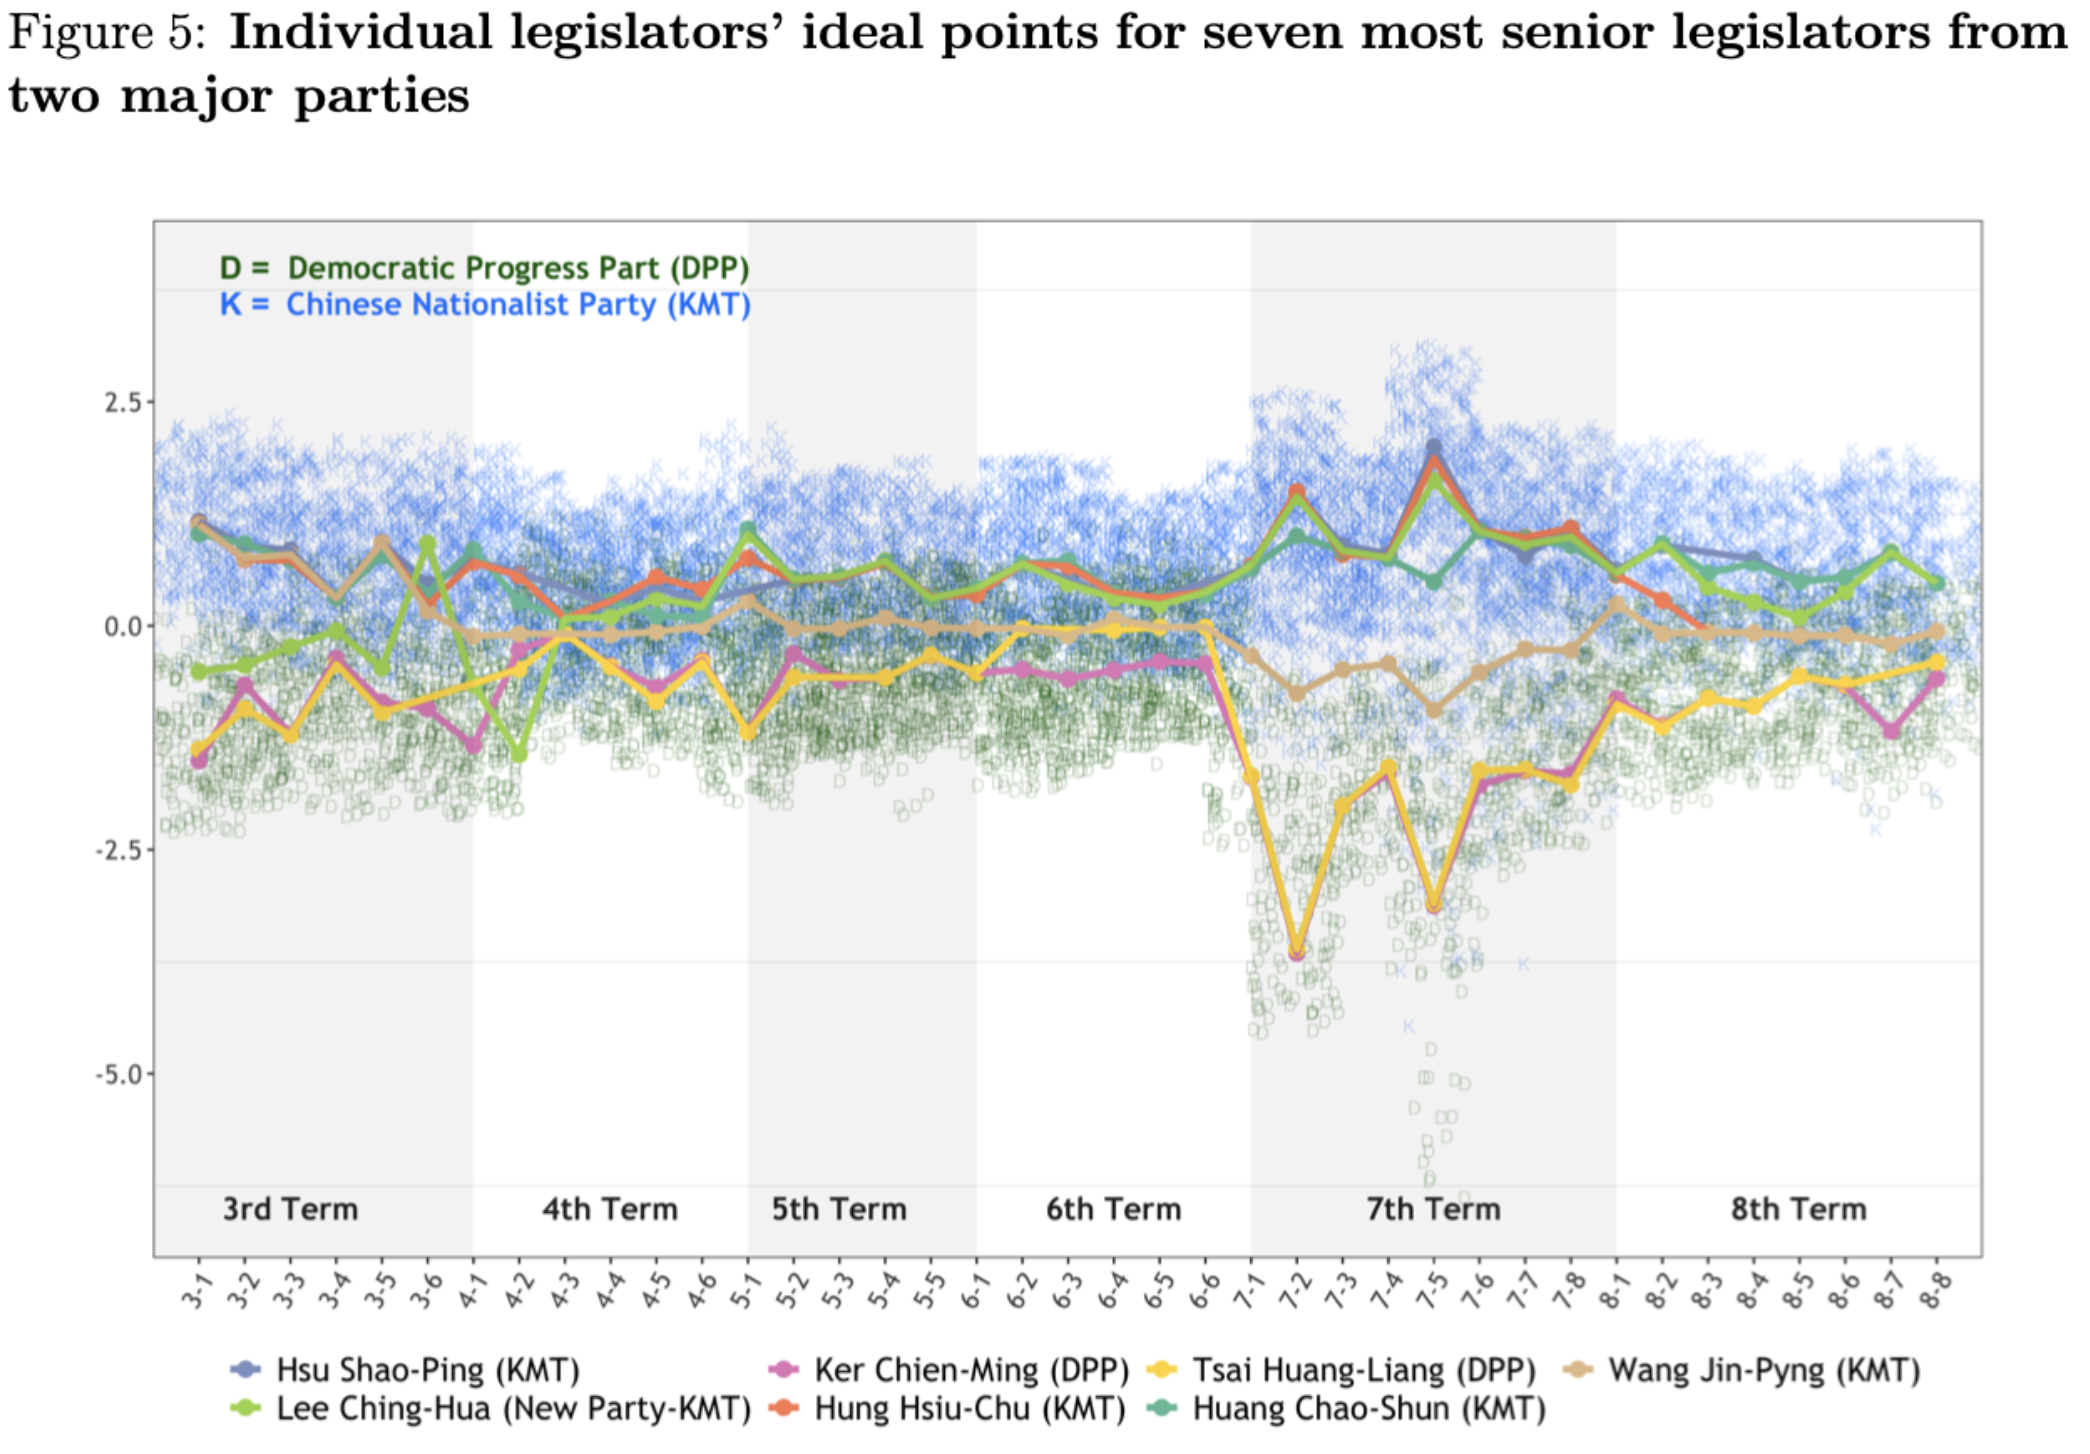 Figure 5: Individual legislators' ideal points for seven most senior legislators from
two major parties
D = Democratic Progress Part (DPP)
K = Chinese Nationalist Party (KMT)
2.5
0.0
-2.5
-5.0
3rd Term 4th Term 5th Term 6th Term 7th Term 8th Term
3-1 3-2 3-3 3-4 3-5 3-6 4-1 4-2 4-3 4-4 4-5 4-6 5-1 5-2 5-3 5-4 5-5 6-1 6-2 6-3 6-4 6-5 6-6 7-1 7-2 7-3 7-4 7-5 7-6 7-7 7-8 8-1 8-2 8-3 8-4 8-5 8-6 8-7 8-8
Hsu Shao-Ping (KMT) Ker Chien-Ming (DPP) Tsai Huang-Liang (DPP) Wang Jin-Pyng (KMT)
Lee Ching-Hua (New Party-KMT) Hung Hsiu-Chu (KMT) Huang Chao-Shun (KMT)